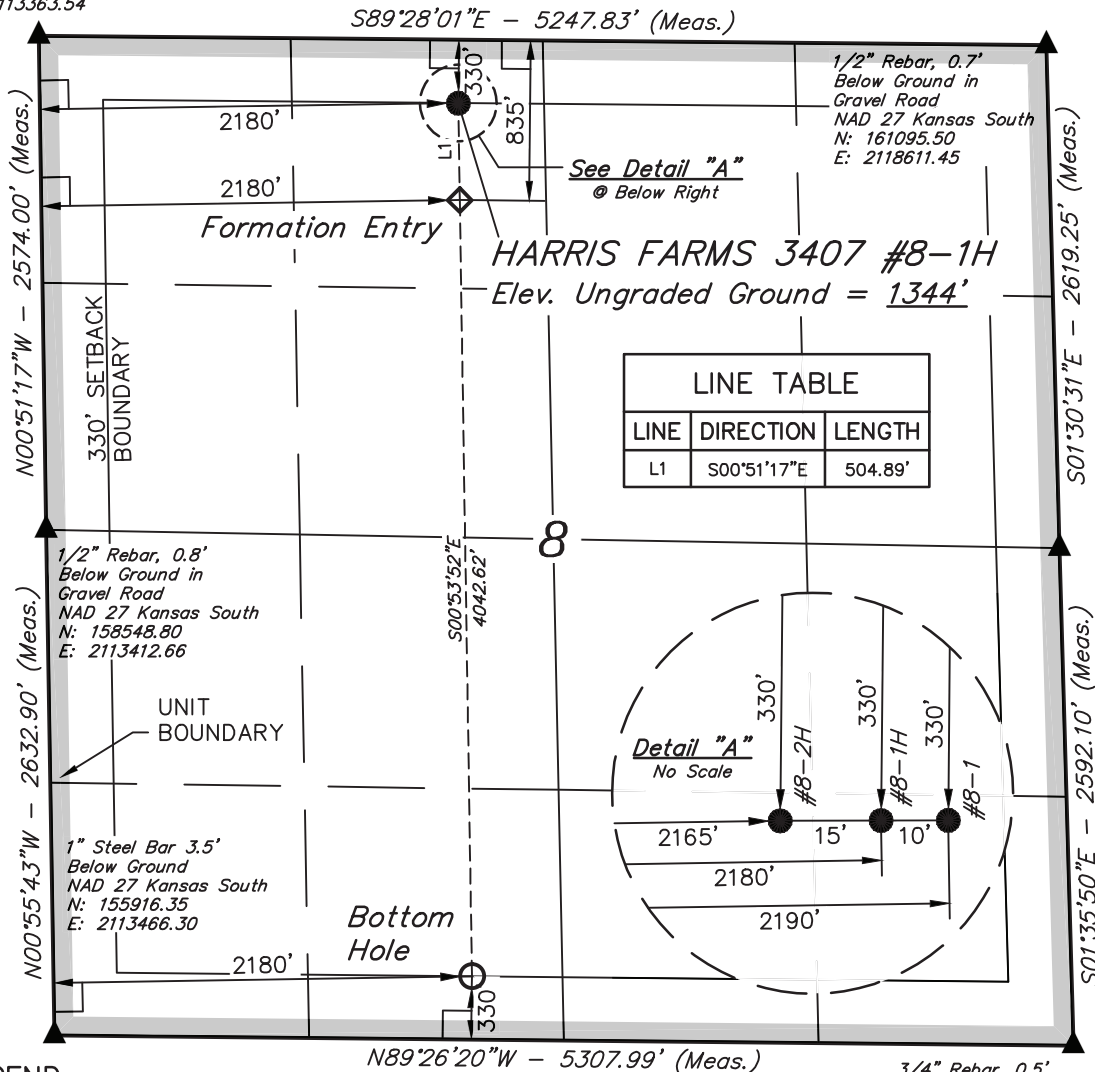 113363.54
S89°28'01"E - 5247.83' (Meas.)
330'
2180'
835'
1/2" Rebar, 0.7'
Below Ground in
Gravel Road
NAD 27 Kansas South
N: 161095.50
E: 2118611.45
L1
See Detail "A"
@ Below Right
2180'
Formation Entry
HARRIS FARMS 3407 #8-1H
Elev. Ungraded Ground = 1344'
N00°51'17"W - 2574.00' (Meas.)
S01°30'31"E - 2619.25' (Meas.)
330' SETBACK
BOUNDARY
LINE TABLE
LINE DIRECTION LENGTH
L1 S00°51'17"E 504.89'
8
1/2" Rebar, 0.8'
Below Ground in
Gravel Road
NAD 27 Kansas South
N: 158548.80
E: 2113412.66
S00°53'52"E
4042.62'
N00°55'43"W - 2632.90' (Meas.)
S01°35'50"E - 2592.10' (Meas.)
UNIT
BOUNDARY
330'
330'
330'
Detail "A"
No Scale
#8-2H
#8-1H
#8-1
2165'
15'
10'
2180'
2190'
1" Steel Bar 3.5'
Below Ground
NAD 27 Kansas South
N: 155916.35
E: 2113466.30
Bottom
Hole
2180'
330'
N89°26'20"W - 5307.99' (Meas.)
3/4" Rebar, 0.5'